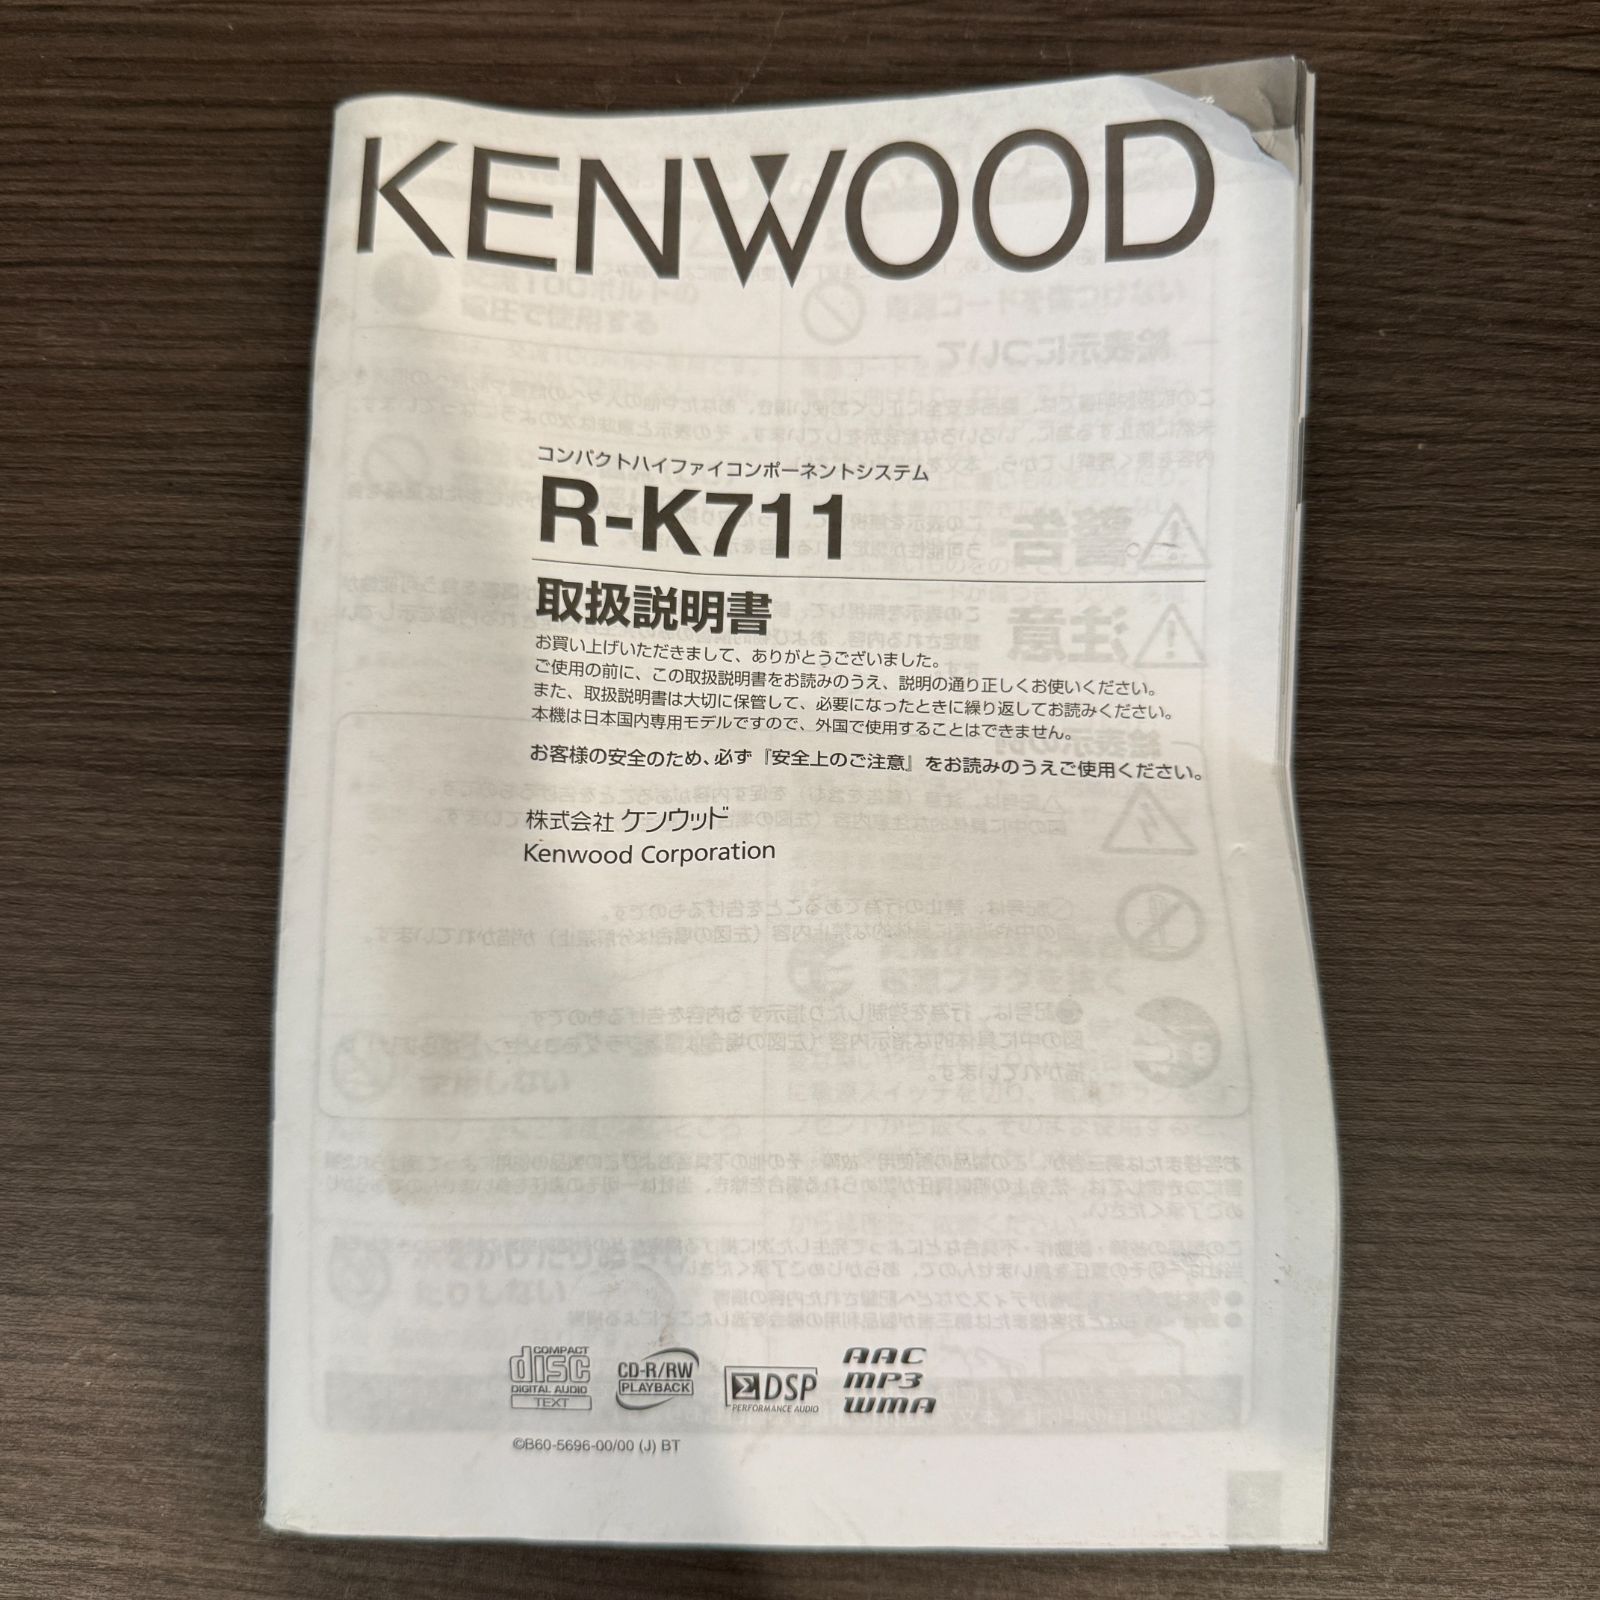 KENWOOD
コンパクトハイファイコンポーネントシステム
R-K711
取扱説明書
お買い上げいただきまして、ありがとうございました。
ご使用の前に、この取扱説明書をお読みのうえ、説明の通り正しくお使いください。
また、取扱説明書は大切に保管して、必要になったときに繰り返してお読みください。
本機は日本国内専用モデルですので、外国で使用することはできません。
お客様の安全のため、必ず『安全上のご注意』をお読みのうえご使用ください。
株式会社 ケンウッド
Kenwood Corporation
COMPACT
disc
DIGITAL AUDIO
TEXT
CD-R/RW
PLAYBACK
DSP
PERFORMANCE AUDIO
AAC
MP3
WMA
©B60-5696-00/00 (J) BT